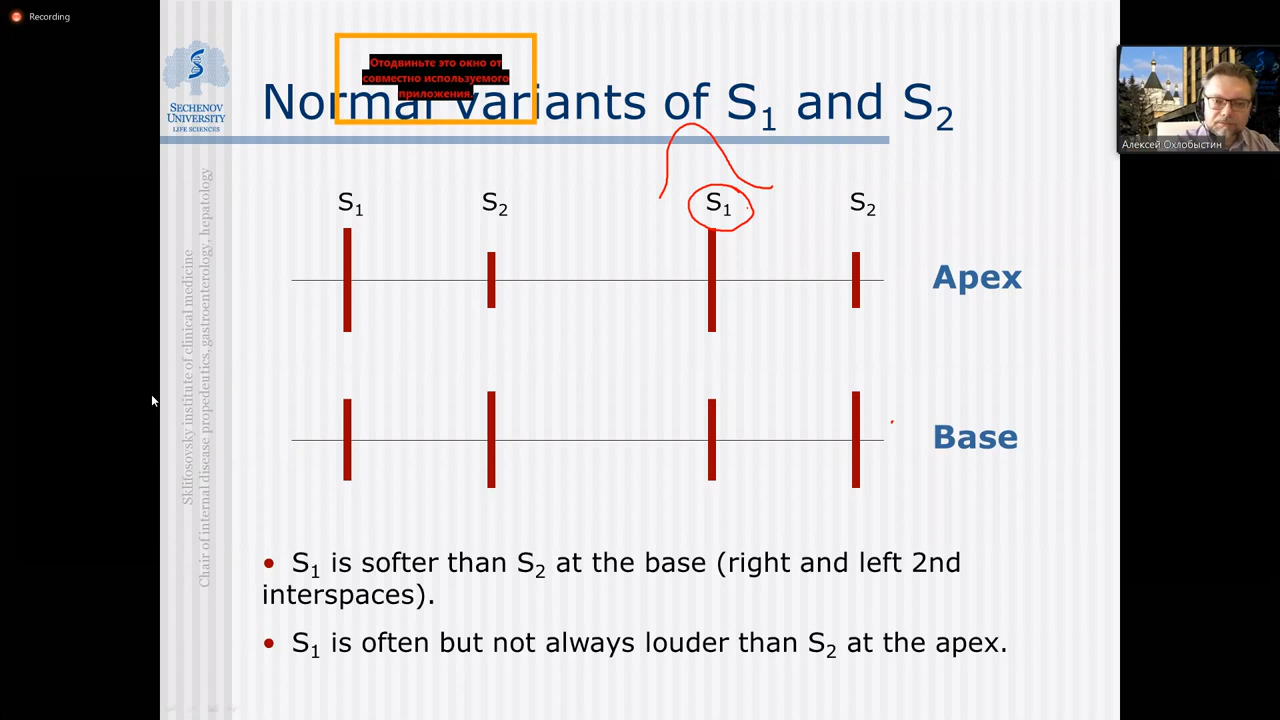 Recording
Отодвиньте это окно от
совместно используемого
приложения.
Normal variants of S₁ and S₂
SECHENOV
UNIVERSITY
LIFE SCIENCES
Алексей Охлобыстин
Sklifosovsky institute of clinical medicine
Chair of internal disease propedeutics, gastroenterology, hepatology
S₁ S₂ S₁ S₂
Apex
Base
• S₁ is softer than S₂ at the base (right and left 2nd
interspaces).
• S₁ is often but not always louder than S₂ at the apex.